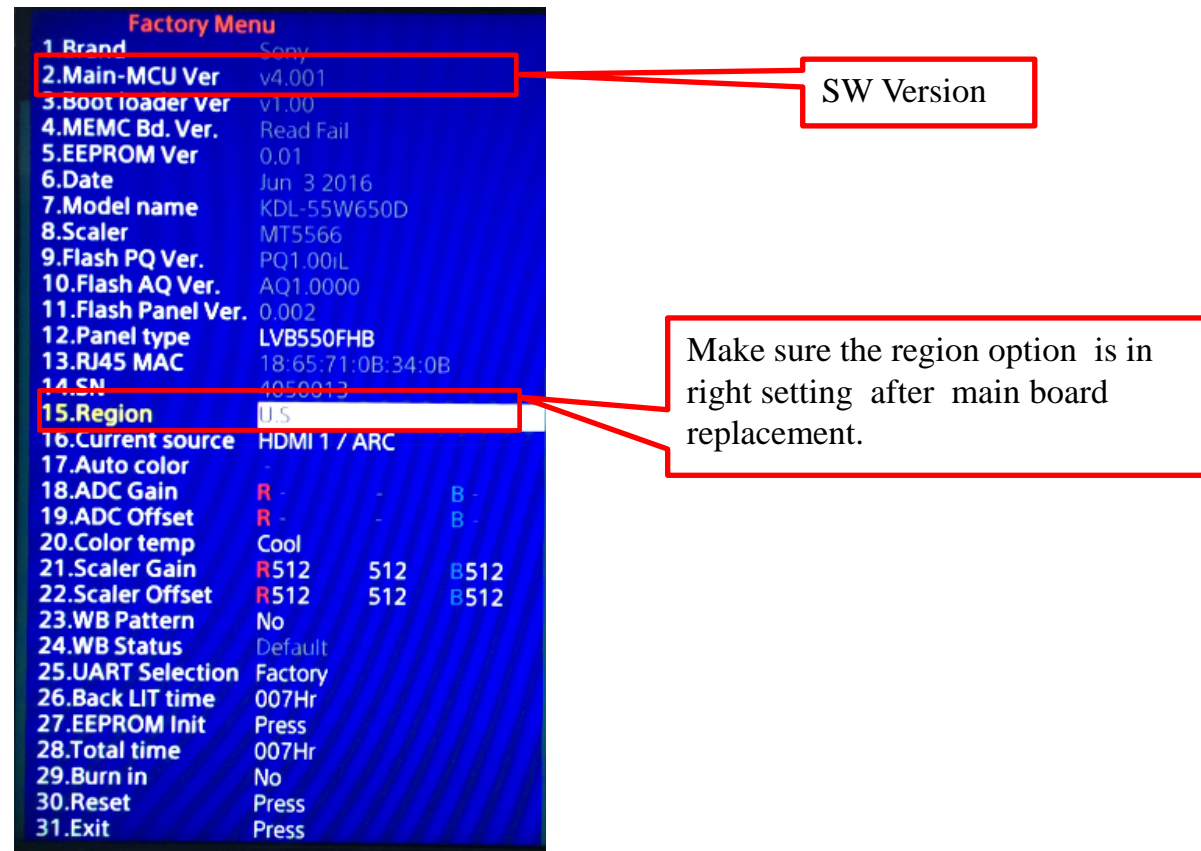 Factory Menu
1.Brand Sony
2.Main-MCU Ver v4.001
SW Version
3.Boot loader Ver v1.00
4.MEMC Bd. Ver. Read Fail
5.EEPROM Ver 0.01
6.Date Jun 3 2016
7.Model name KDL-55W650D
8.Scaler MT5566
9.Flash PQ Ver.
10.Flash AQ Ver. AQ1.0000
11.Flash Panel Ver. 0.002
12.Panel type LVB550FHB
13.RJ45 MAC 18:65:71:0B:34:0B
14.SN 4050013
15.Region U.S
Make sure the region option is in
right setting after main board
replacement.
16.Current source HDMI 1 / ARC
17.Auto color -
18.ADC Gain R - - B -
19.ADC Offset R - - B -
20.Color temp Cool
21.Scaler Gain R512 512 B512
22.Scaler Offset R512 512 B512
23.WB Pattern No
24.WB Status Default
25.UART Selection Factory
26.Back LIT time 007Hr
27.EEPROM Init Press
28.Total time 007Hr
29.Burn in No
30.Reset Press
31.Exit Press